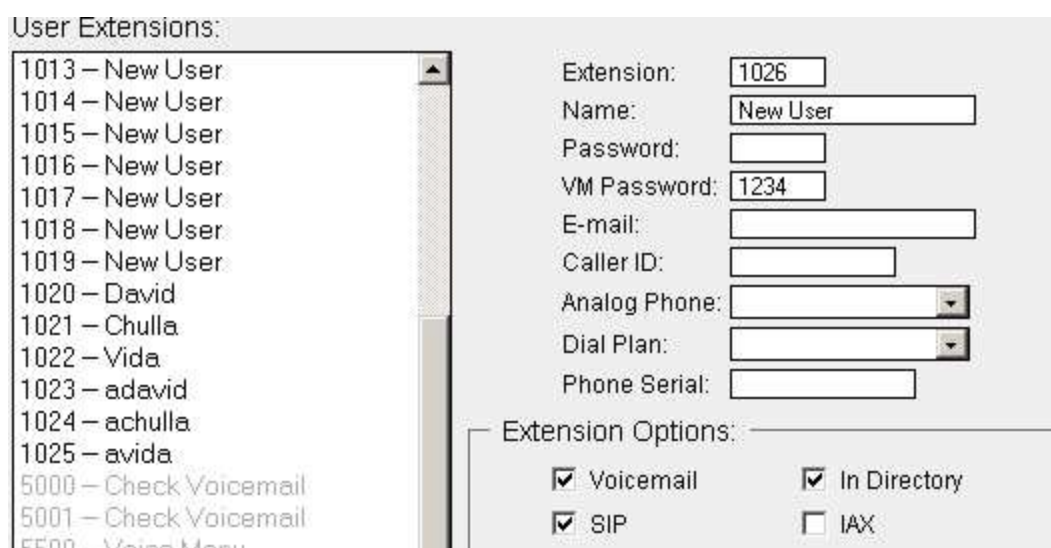 User Extensions:
1013 – New User
1014 – New User
1015 – New User
1016 – New User
1017 – New User
1018 – New User
1019 – New User
1020 – David
1021 – Chulla
1022 – Vida
1023 – adavid
1024 – achulla
1025 – avida
5000 – Check Voicemail
5001 – Check Voicemail
5500 – Voice Menu
Extension: 1026
Name: New User
Password:
VM Password: 1234
E-mail:
Caller ID:
Analog Phone:
Dial Plan:
Phone Serial:
Extension Options:
Voicemail In Directory
SIP IAX